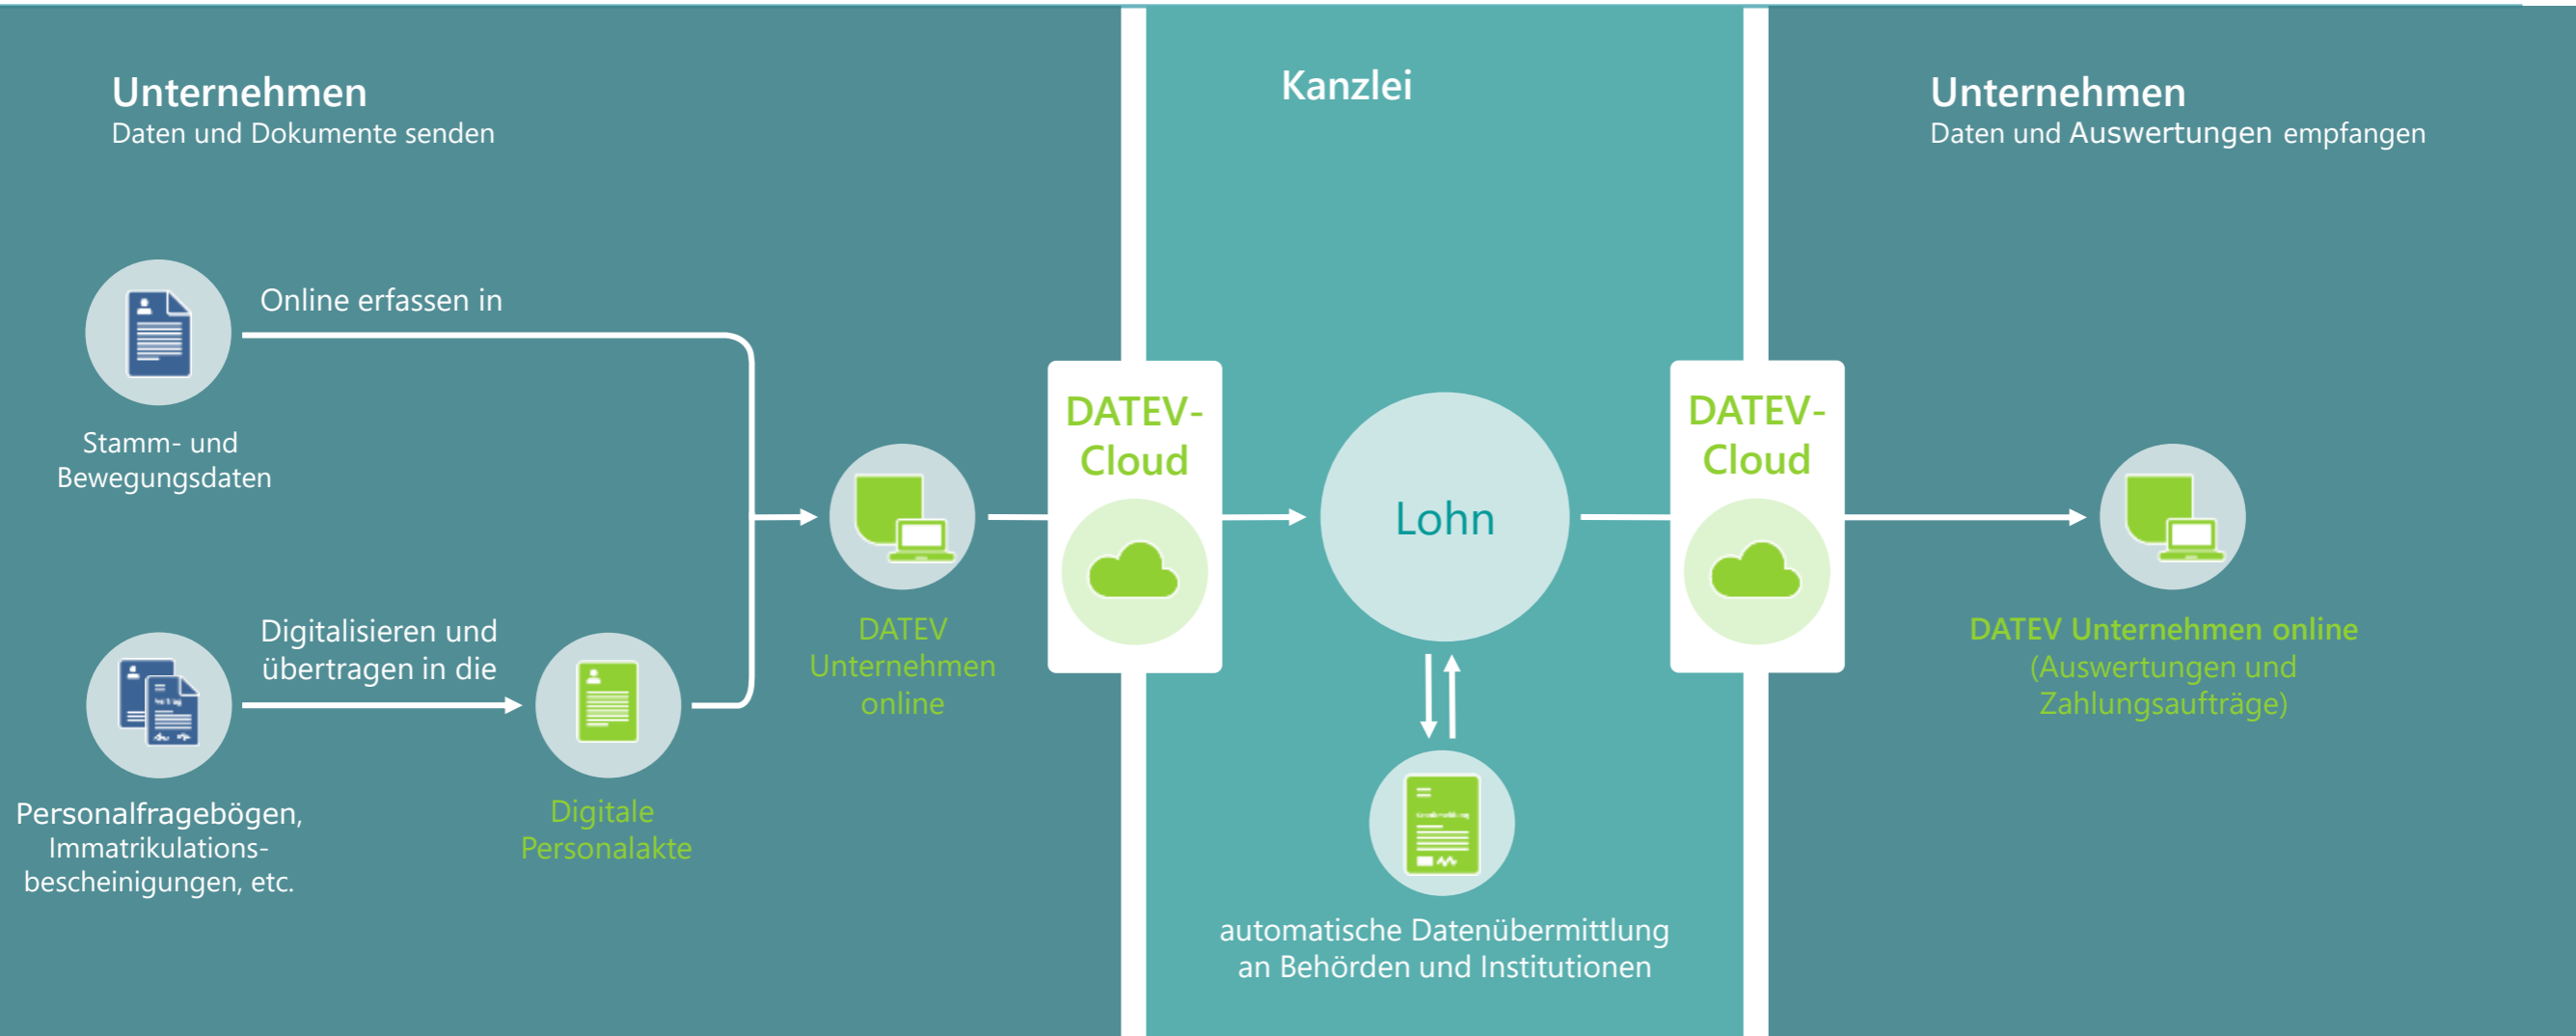 Unternehmen
Daten und Dokumente senden
Online erfassen in
Stamm- und
Bewegungsdaten
Digitalisieren und
übertragen in die
Personalfragebögen,
Immatrikulations-
bescheinigungen, etc.
Digitale
Personalakte
DATEV
Unternehmen
online
DATEV-
Cloud
Kanzlei
Lohn
automatische Datenübermittlung
an Behörden und Institutionen
DATEV-
Cloud
Unternehmen
Daten und Auswertungen empfangen
DATEV Unternehmen online
(Auswertungen und
Zahlungsaufträge)